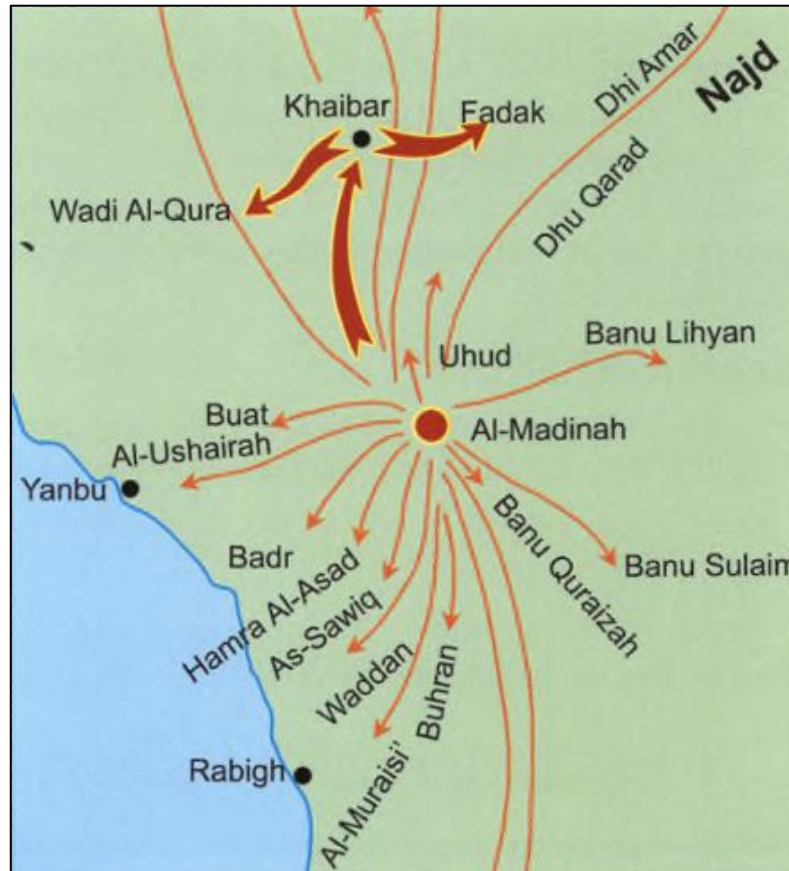 Najd
Dhi Amar
Khaibar
Fadak
Dhu Qarad
Wadi Al-Qura
Banu Lihyan
Uhud
Buat
Al-Madinah
Al-Ushairah
Yanbu
Banu Quraizah
Badr
Banu Sulaim
Hamra Al-Asad
As-Sawiq
Waddan
Buhran
Rabigh
Al-Muraisi'